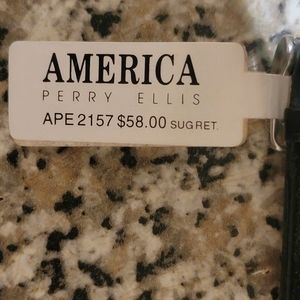 AMERICA
PERRY ELLIS
APE 2157 $58.00 SUG RET.